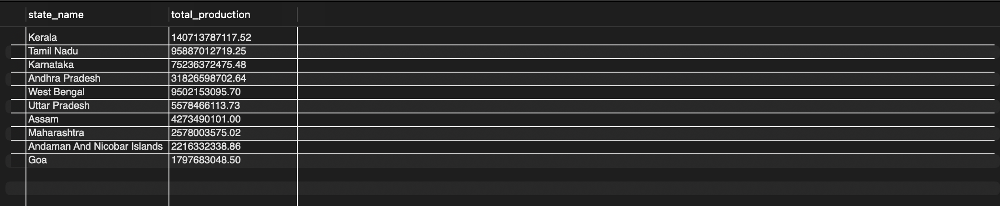 state_name total_production
Kerala 140713787117.52
Tamil Nadu 95887012719.25
Karnataka 75236372475.48
Andhra Pradesh 31826598702.64
West Bengal 9502153095.70
Uttar Pradesh 5578466113.73
Assam 4273490101.00
Maharashtra 2578003575.02
Andaman And Nicobar Islands 2216332338.86
Goa 1797683048.50